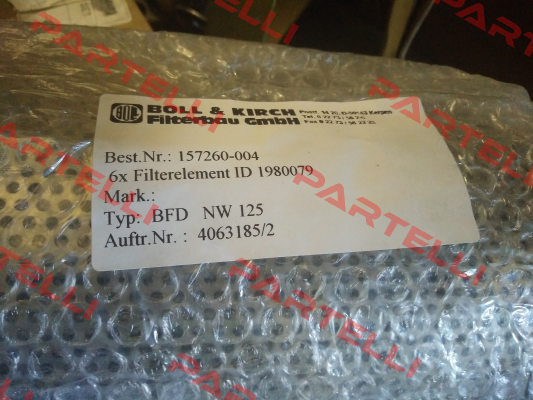 BOLL & KIRCH
Filterbau GmbH
BOLL
Best.Nr.: 157260-004
6x Filterelement ID 1980079
Mark.:
Typ: BFD NW 125
Auftr.Nr. : 4063185/2
PARTELLI
PARTELLI
PARTELLI
PARTELLI
PARTELLI
PARTELLI